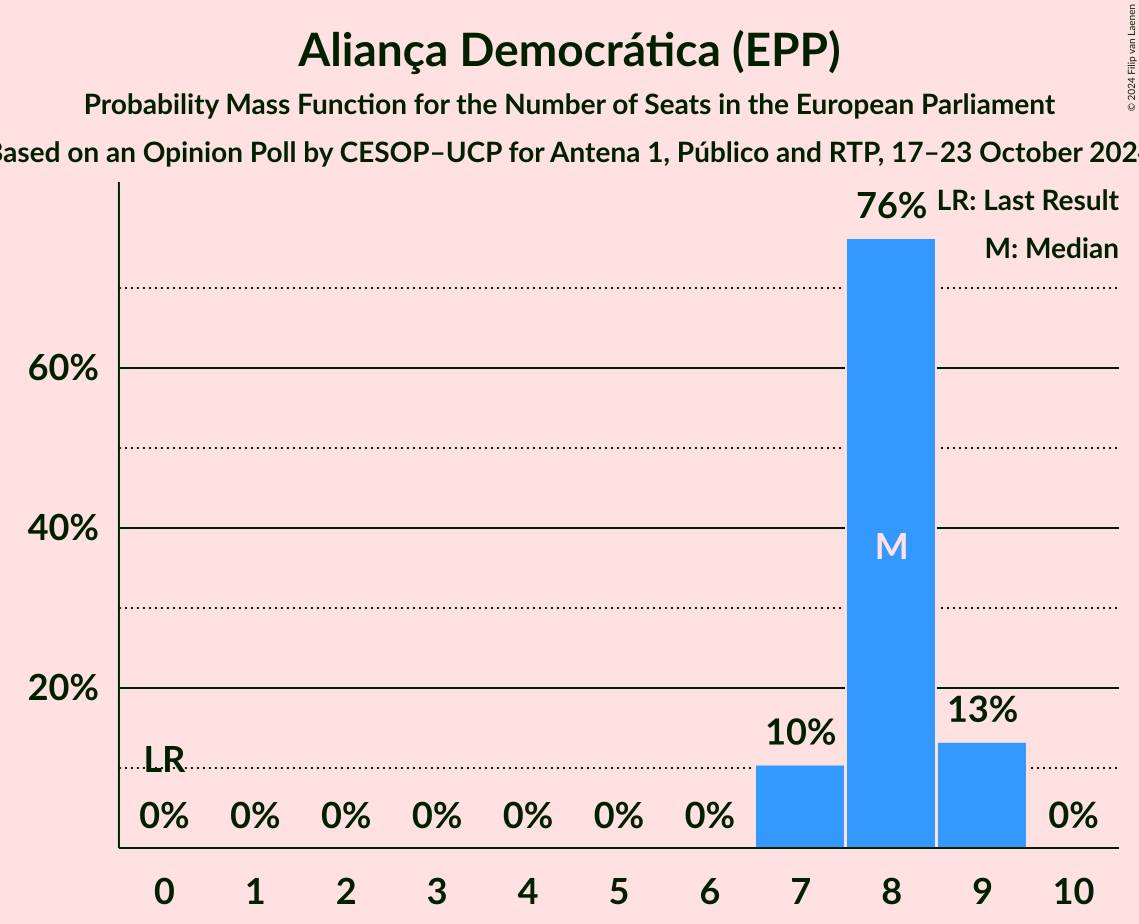 Aliança Democrática (EPP)
Probability Mass Function for the Number of Seats in the European Parliament
Based on an Opinion Poll by CESOP–UCP for Antena 1, Público and RTP, 17–23 October 202
© 2024 Filip van Laenen
LR: Last Result
M: Median
76%
60%
40%
20%
M
LR
0% 0% 0% 0% 0% 0% 0% 10% 13% 0%
0 1 2 3 4 5 6 7 8 9 10